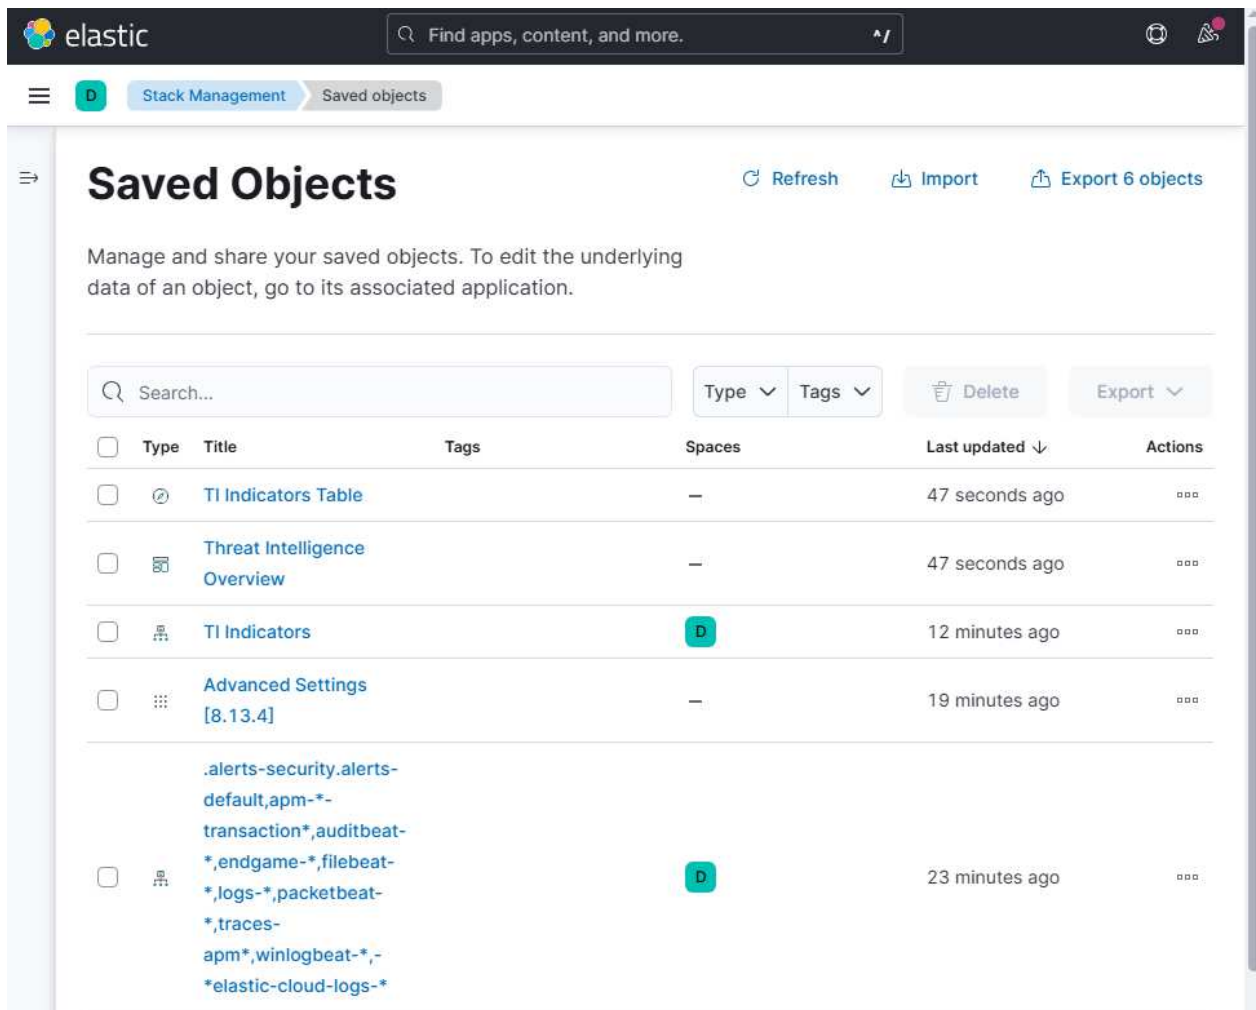 elastic
Find apps, content, and more.
^/
D
Stack Management
Saved objects
Saved Objects
Refresh
Import
Export 6 objects
Manage and share your saved objects. To edit the underlying
data of an object, go to its associated application.
Search...
Type
Tags
Delete
Export
Type Title Tags Spaces Last updated ↓ Actions
TI Indicators Table — 47 seconds ago
Threat Intelligence
Overview
— 47 seconds ago
TI Indicators D 12 minutes ago
Advanced Settings
[8.13.4]
— 19 minutes ago
.alerts-security.alerts-
default,apm-*-
transaction*,auditbeat-
*,endgame-*,filebeat-
*,logs-*,packetbeat-
*,traces-
apm*,winlogbeat-*,-
*elastic-cloud-logs-*
D 23 minutes ago